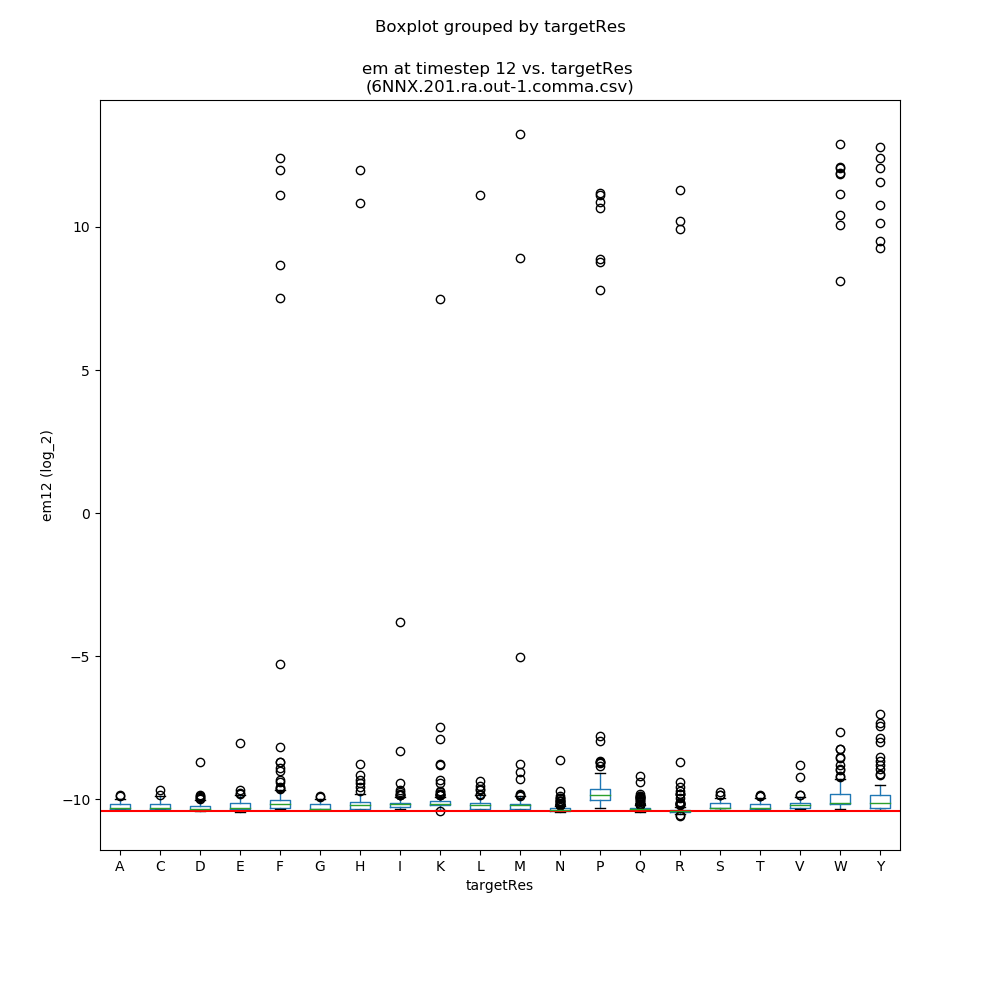 Boxplot grouped by targetRes
em at timestep 12 vs. targetRes
(6NNX.201.ra.out-1.comma.csv)
10
5
0
−5
−10
em12 (log_2)
A C D E F G H I K L M N P Q R S T V W Y
targetRes